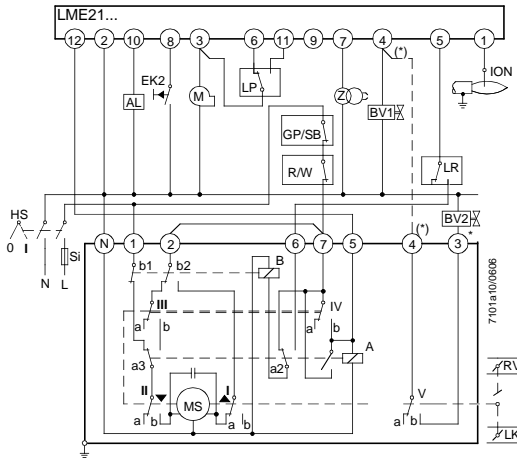 LME21...
12 2 10 8 3 6 11 9 7 4 (*) 5 1
EK2
ION
LP
Z
M
AL
BV1
GP/SB
R/W
LR
HS
0 I
Si
BV2
N L
N 1 2 6 7 5 4 (*) 3 *
b1 b2 B
III
a b
IV
a b
A
a3
a2
II
I
V
MS
a b
a b
a b
7101a10/0606
RV
LK